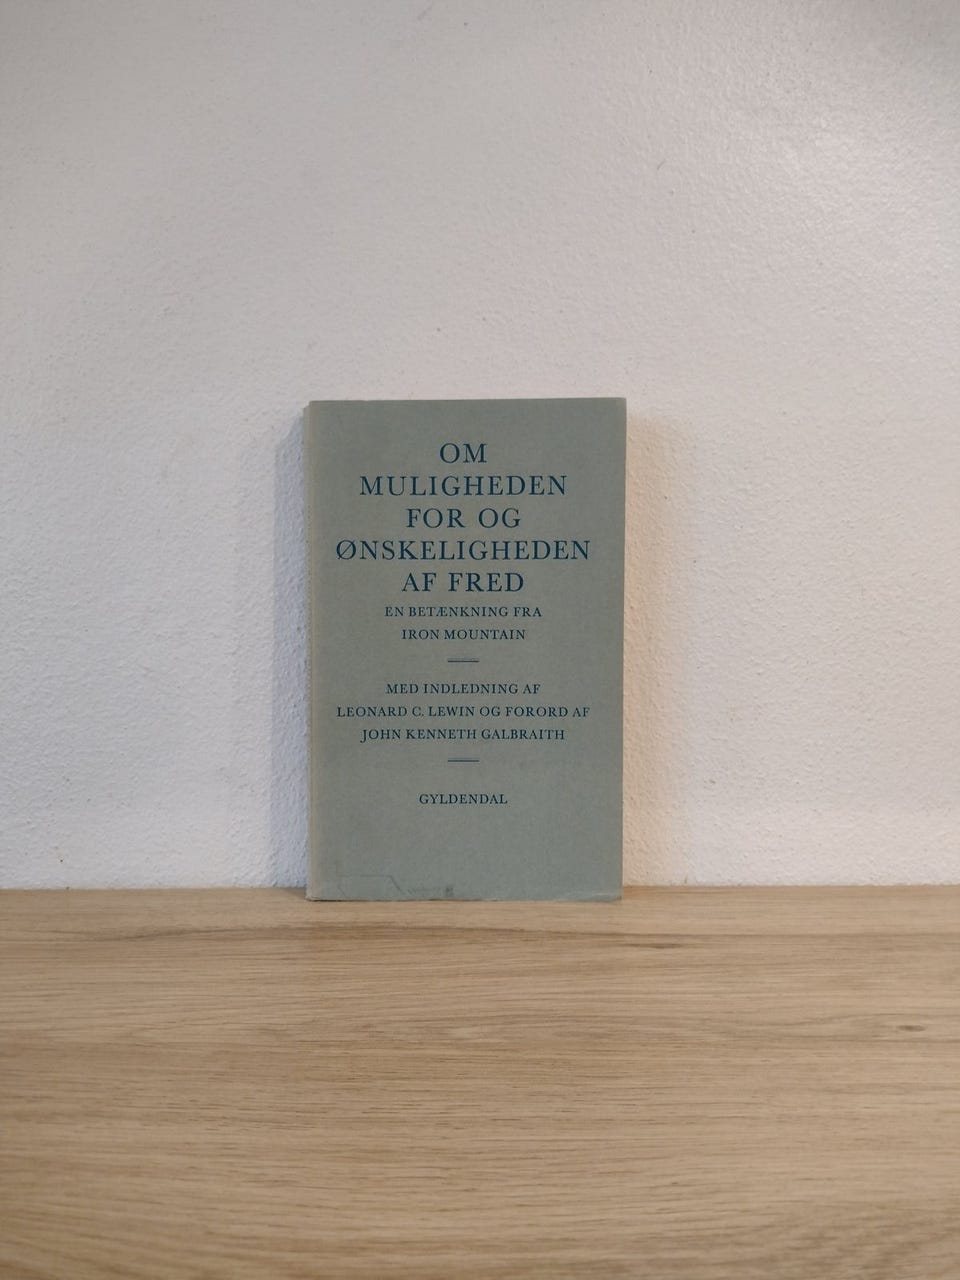 OM
MULIGHEDEN
FOR OG
ØNSKELIGHEDEN
AF FRED
EN BETÆNKNING FRA
IRON MOUNTAIN
MED INDLEDNING AF
LEONARD C. LEWIN OG FORORD AF
JOHN KENNETH GALBRAITH
GYLDENDAL